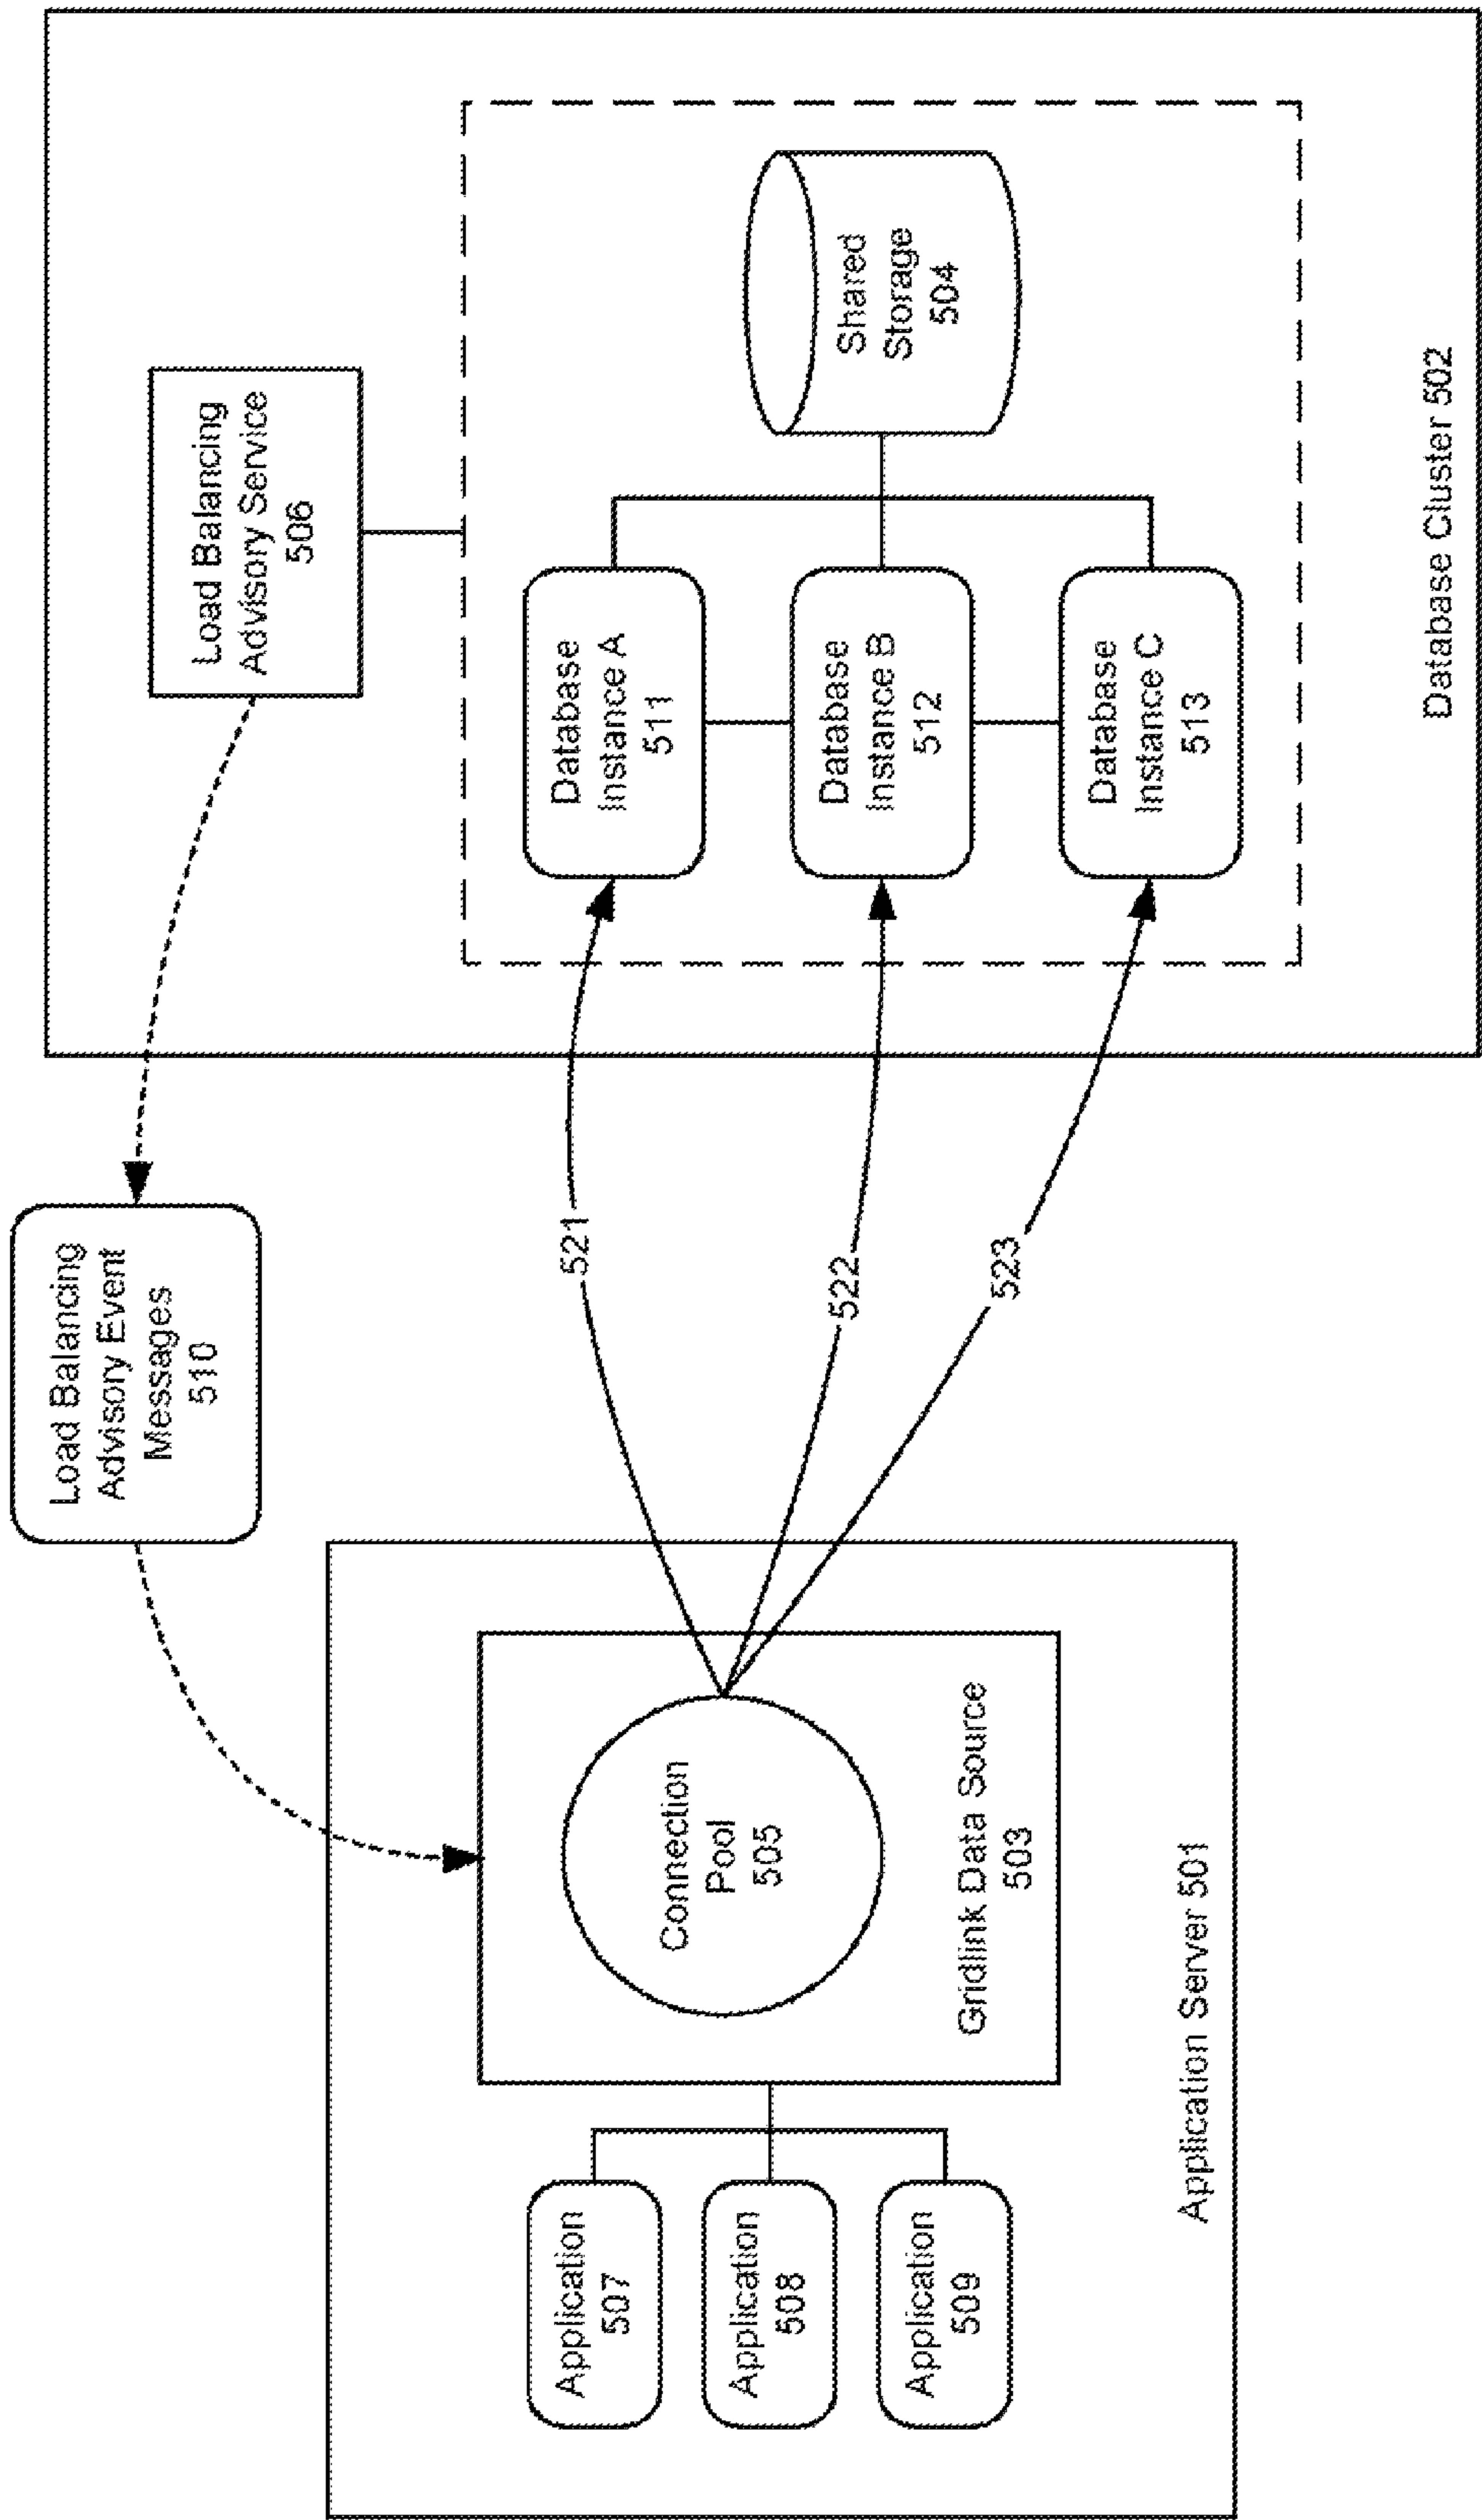 Load Balancing
Advisory Event
Messages
510
Load Balancing
Advisory Service
506
Application
507
Application
508
Application
509
Connection
Pool
505
Gridlink Data Source
503
Application Server 501
521
522
523
Database
Instance A
511
Database
Instance B
512
Database
Instance C
513
Shared
Storage
504
Database Cluster 502